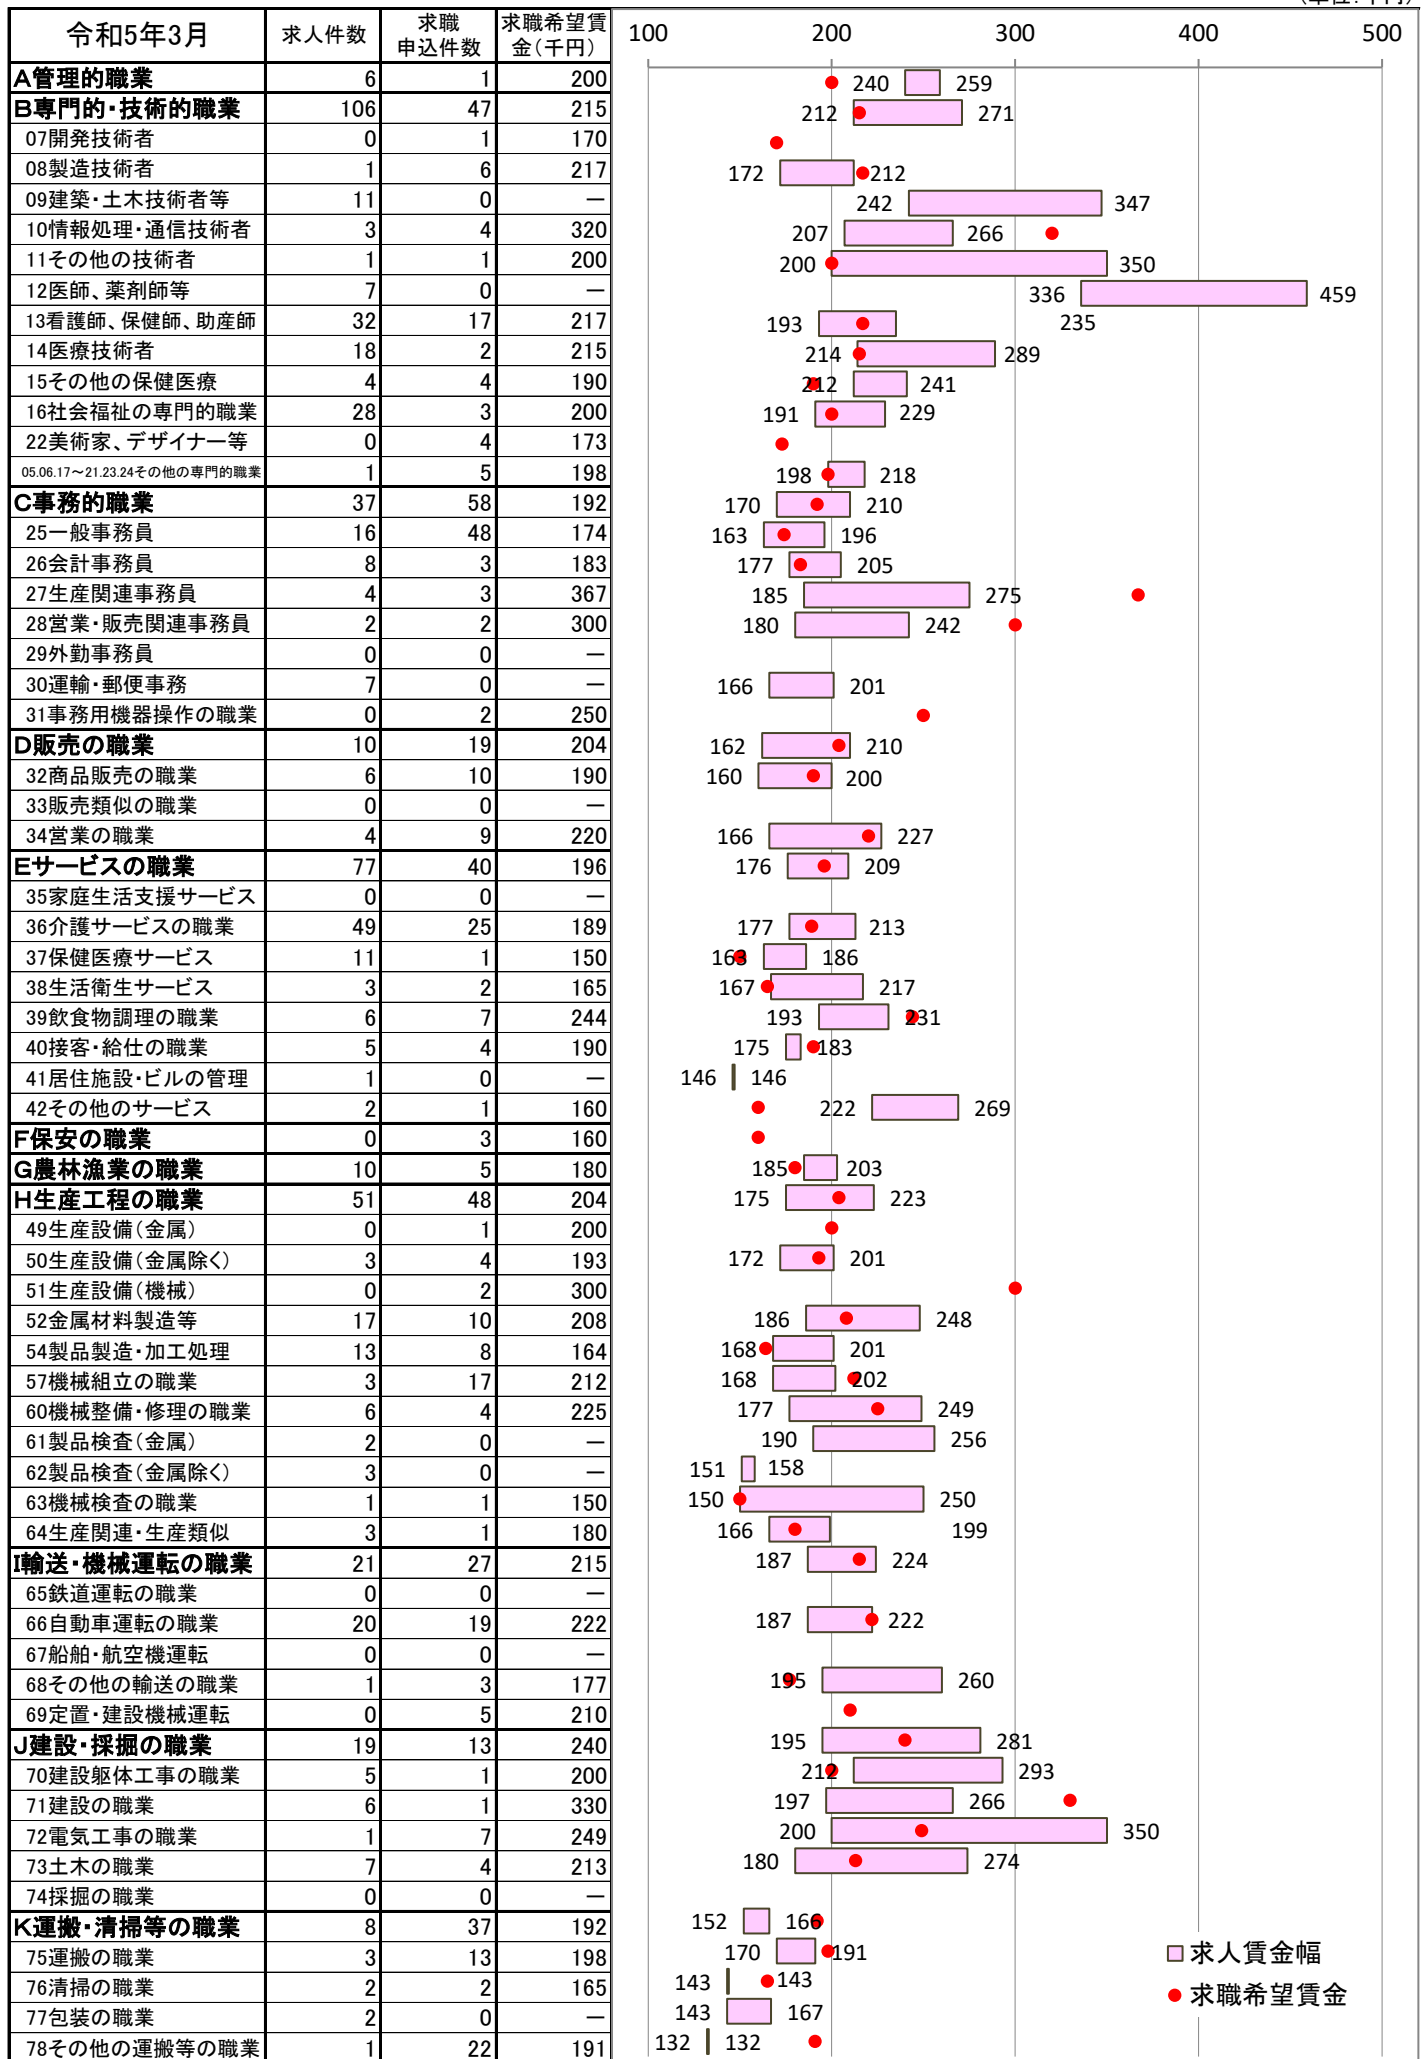 (単位:千円)
令和5年3月 求人件数 求職申込件数 求職希望賃金(千円) 100 200 300 400 500
A管理的職業 6 1 200 240 259
B専門的・技術的職業 106 47 215 212 271
07開発技術者 0 1 170
08製造技術者 1 6 217 172 212
09建築・土木技術者等 11 0 — 242 347
10情報処理・通信技術者 3 4 320 207 266
11その他の技術者 1 1 200 200 350
12医師、薬剤師等 7 0 — 336 459
13看護師、保健師、助産師 32 17 217 193 235
14医療技術者 18 2 215 214 289
15その他の保健医療 4 4 190 212 241
16社会福祉の専門的職業 28 3 200 191 229
22美術家、デザイナー等 0 4 173
05.06.17～21.23.24その他の専門的職業 1 5 198 198 218
C事務的職業 37 58 192 170 210
25一般事務員 16 48 174 163 196
26会計事務員 8 3 183 177 205
27生産関連事務員 4 3 367 185 275
28営業・販売関連事務員 2 2 300 180 242
29外勤事務員 0 0 —
30運輸・郵便事務 7 0 — 166 201
31事務用機器操作の職業 0 2 250
D販売の職業 10 19 204 162 210
32商品販売の職業 6 10 190 160 200
33販売類似の職業 0 0 —
34営業の職業 4 9 220 166 227
Eサービスの職業 77 40 196 176 209
35家庭生活支援サービス 0 0 —
36介護サービスの職業 49 25 189 177 213
37保健医療サービス 11 1 150 163 186
38生活衛生サービス 3 2 165 167 217
39飲食物調理の職業 6 7 244 193 231
40接客・給仕の職業 5 4 190 175 183
41居住施設・ビルの管理 1 0 — 146 146
42その他のサービス 2 1 160 222 269
F保安の職業 0 3 160
G農林漁業の職業 10 5 180 185 203
H生産工程の職業 51 48 204 175 223
49生産設備(金属) 0 1 200
50生産設備(金属除く) 3 4 193 172 201
51生産設備(機械) 0 2 300
52金属材料製造等 17 10 208 186 248
54製品製造・加工処理 13 8 164 168 201
57機械組立の職業 3 17 212 168 202
60機械整備・修理の職業 6 4 225 177 249
61製品検査(金属) 2 0 — 190 256
62製品検査(金属除く) 3 0 — 151 158
63機械検査の職業 1 1 150 150 250
64生産関連・生産類似 3 1 180 166 199
I輸送・機械運転の職業 21 27 215 187 224
65鉄道運転の職業 0 0 —
66自動車運転の職業 20 19 222 187 222
67船舶・航空機運転 0 0 —
68その他の輸送の職業 1 3 177 195 260
69定置・建設機械運転 0 5 210
J建設・採掘の職業 19 13 240 195 281
70建設躯体工事の職業 5 1 200 212 293
71建設の職業 6 1 330 197 266
72電気工事の職業 1 7 249 200 350
73土木の職業 7 4 213 180 274
74採掘の職業 0 0 —
K運搬・清掃等の職業 8 37 192 152 166
75運搬の職業 3 13 198 170 191
76清掃の職業 2 2 165 143 143
77包装の職業 2 0 — 143 167
78その他の運搬等の職業 1 22 191 132 132
求人賃金幅
求職希望賃金